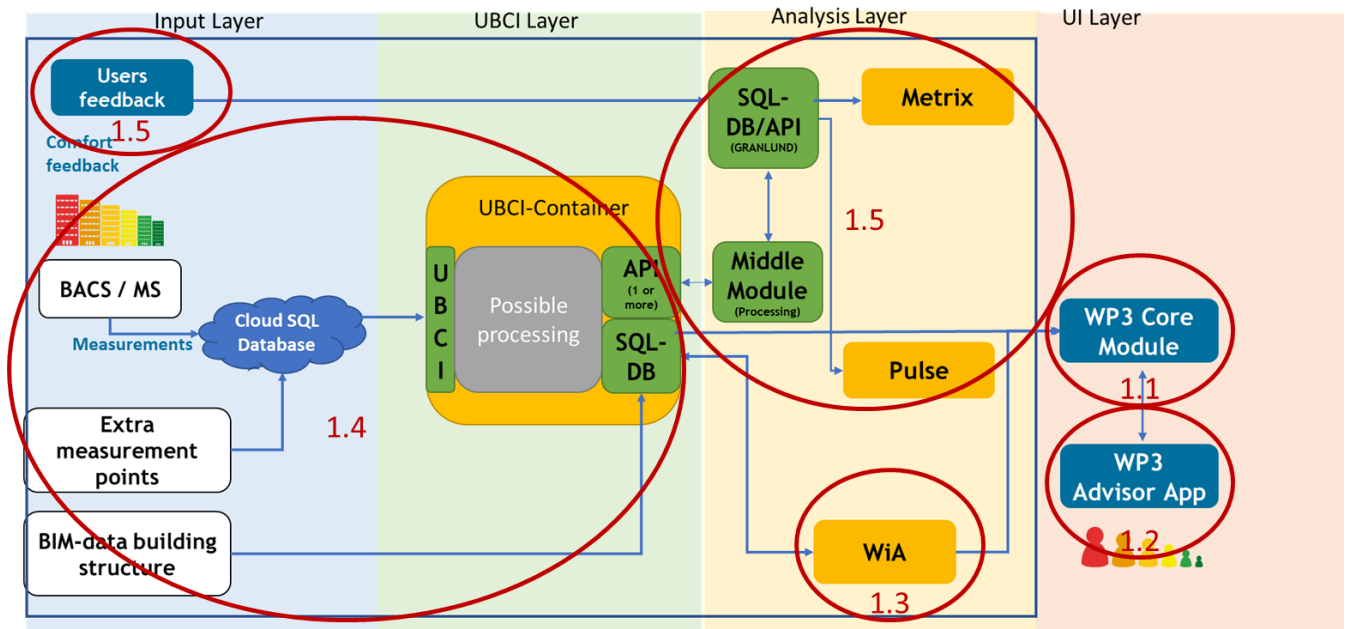 Input Layer
UBCI Layer
Analysis Layer
UI Layer
Users
feedback
1.5
Comfort
feedback
BACS / MS
Measurements
Cloud SQL
Database
Extra
measurement
points
1.4
BIM-data building
structure
UBCI-Container
U
B
C
I
Possible
processing
API
(1 or
more)
SQL-
DB
SQL-
DB/API
(GRANLUND)
Metrix
1.5
Middle
Module
(Processing)
Pulse
WiA
1.3
WP3 Core
Module
1.1
WP3
Advisor App
1.2